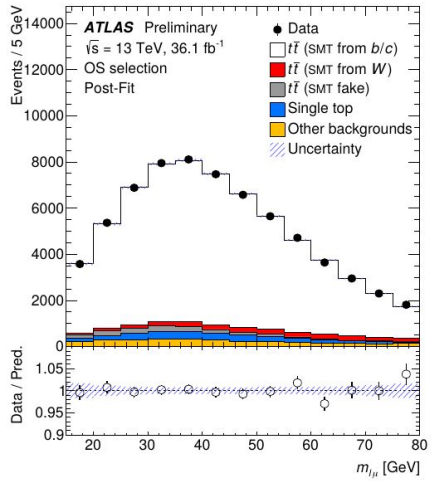 Events / 5 GeV
14000
12000
10000
8000
6000
4000
2000
0
ATLAS Preliminary
√s = 13 TeV, 36.1 fb⁻¹
OS selection
Post-Fit
Data
tt̄ (SMT from b/c)
tt̄ (SMT from W)
tt̄ (SMT fake)
Single top
Other backgrounds
Uncertainty
Data / Pred.
1.05
1
0.95
0.9
20 30 40 50 60 70 80
m_lμ [GeV]